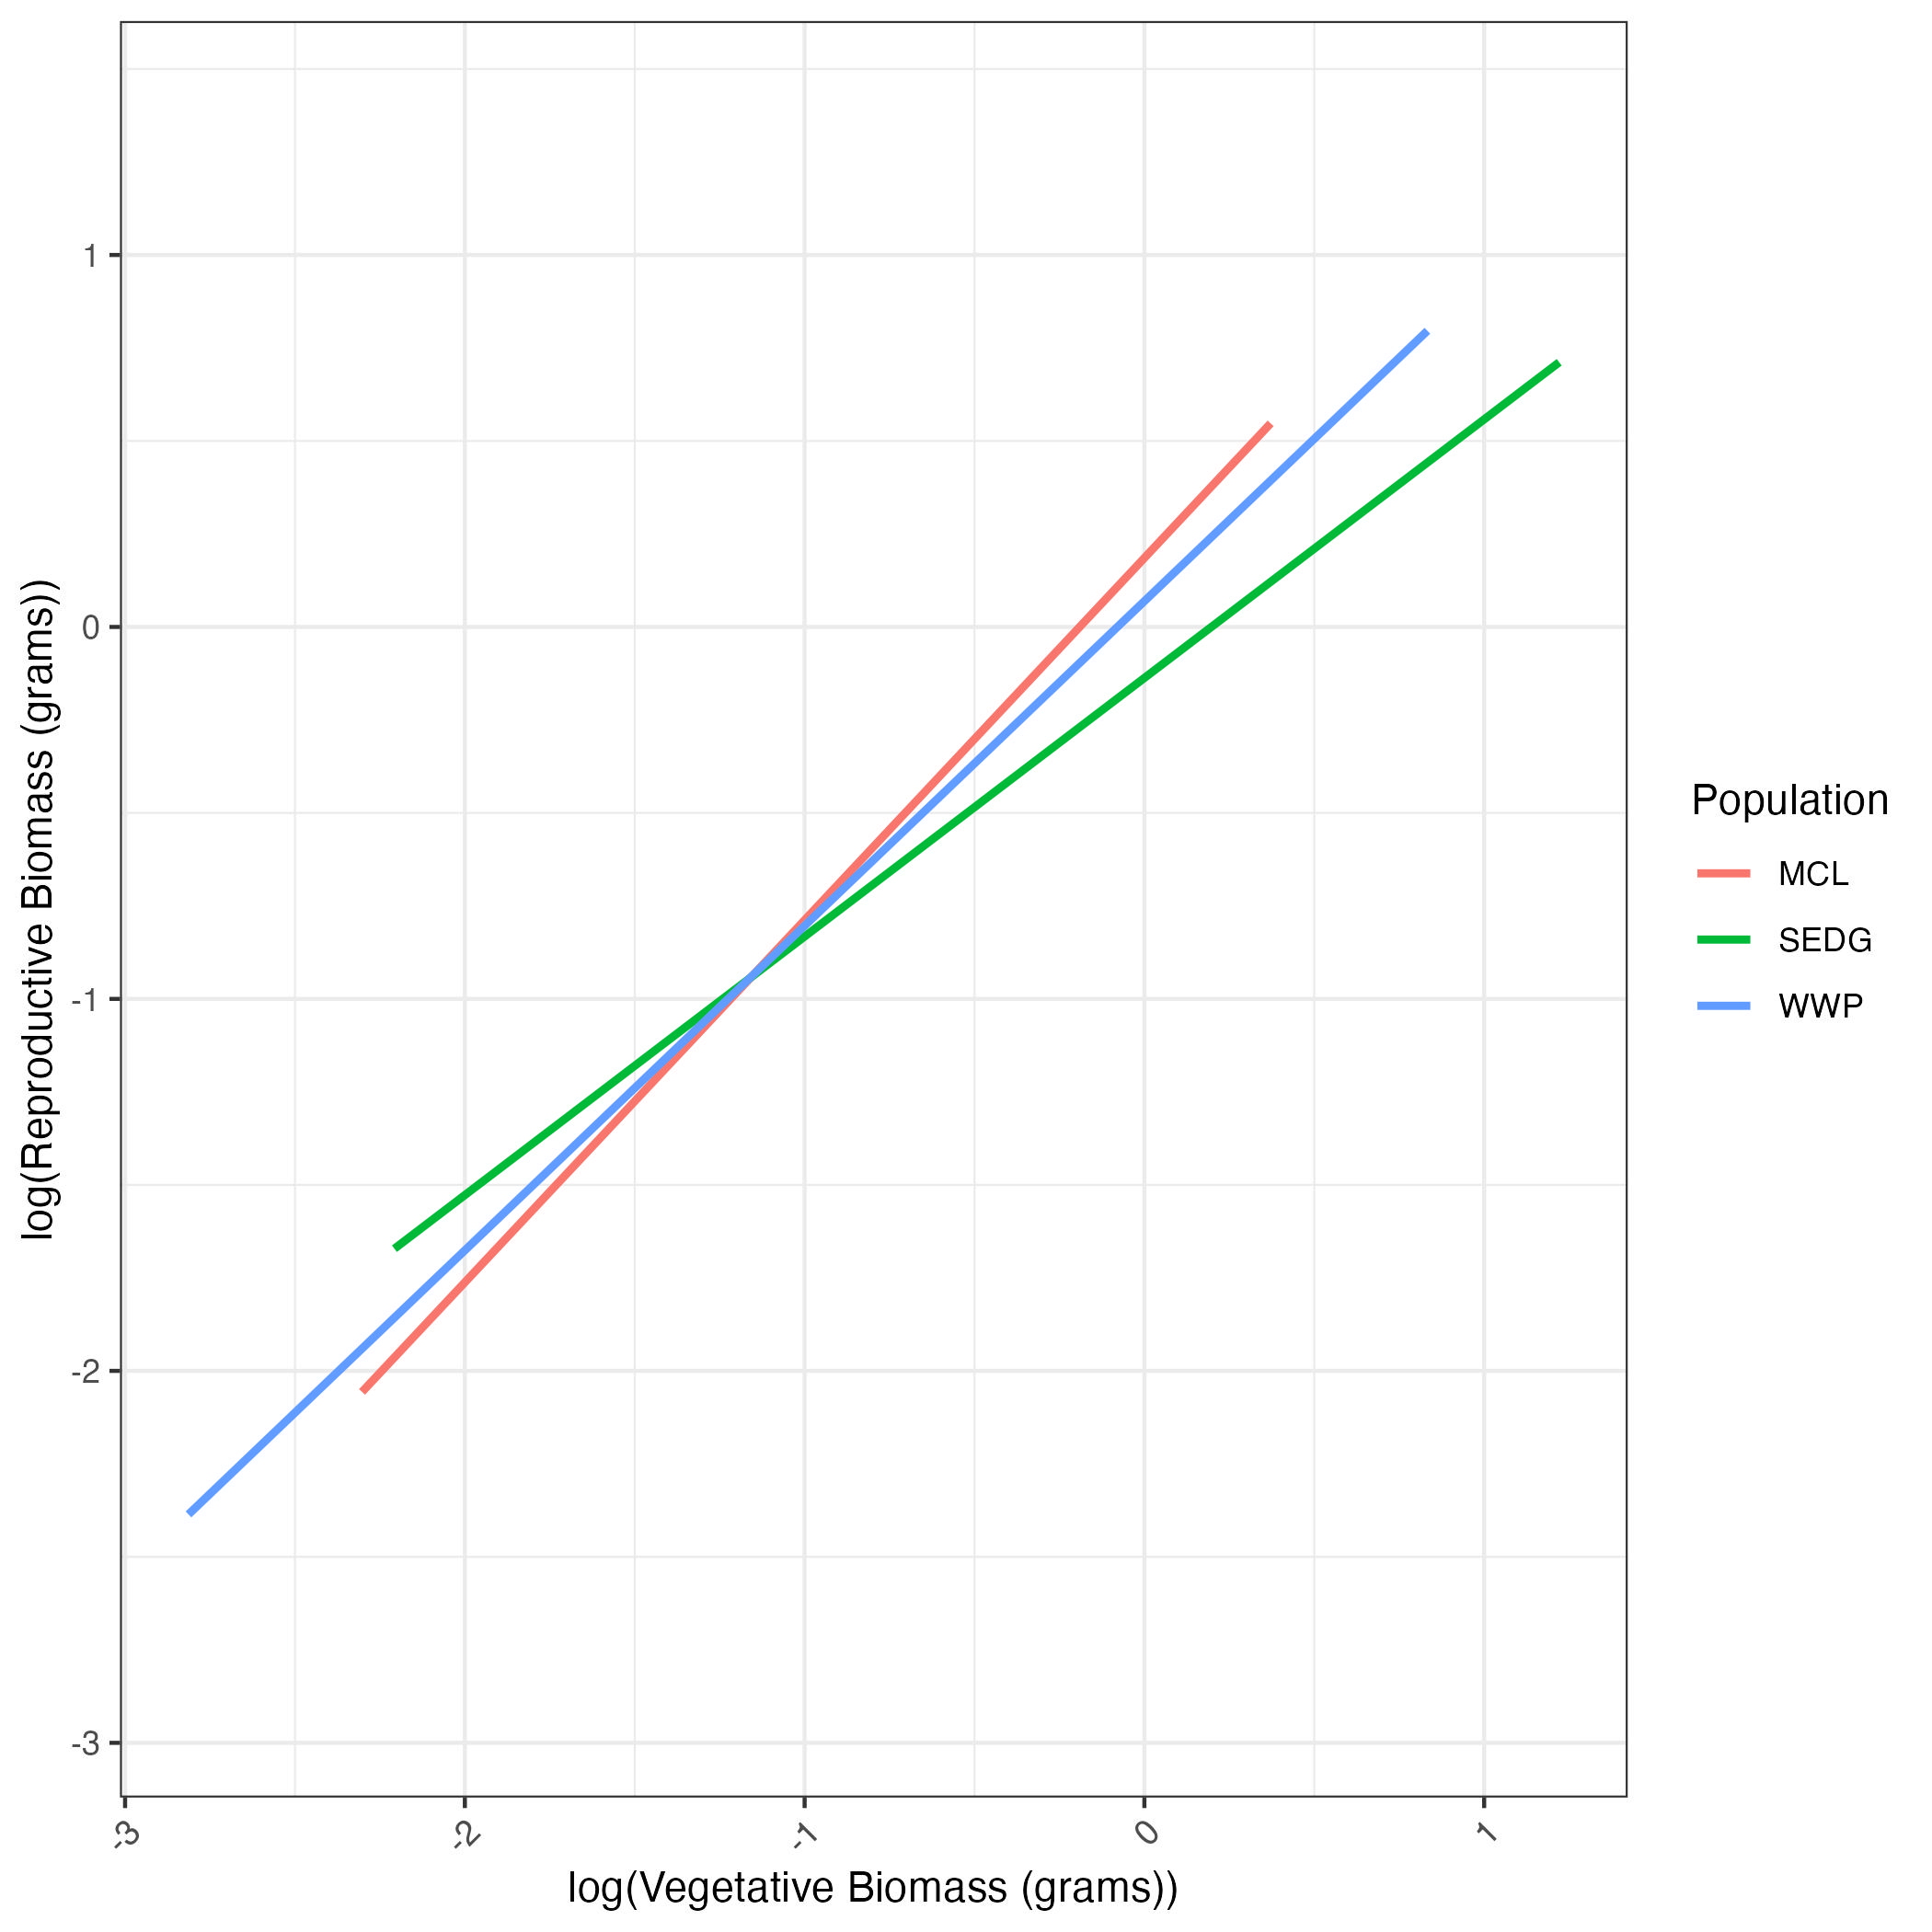 1
0
-1
-2
-3
log(Reproductive Biomass (grams))
-3
-2
-1
0
1
log(Vegetative Biomass (grams))
Population
MCL
SEDG
WWP